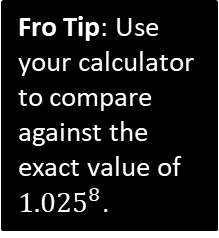 Fro Tip: Use
your calculator
to compare
against the
exact value of
1.025⁸.